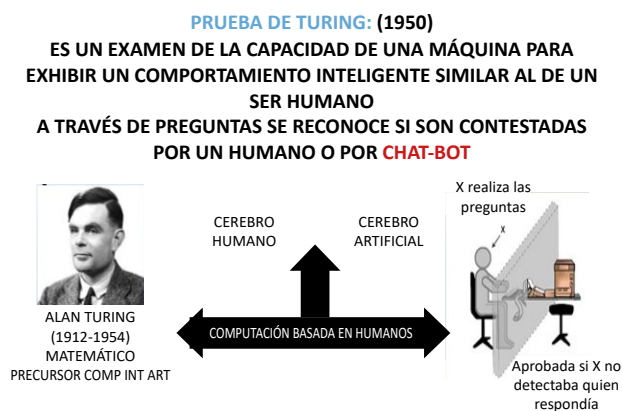 PRUEBA DE TURING: (1950)
ES UN EXAMEN DE LA CAPACIDAD DE UNA MÁQUINA PARA
EXHIBIR UN COMPORTAMIENTO INTELIGENTE SIMILAR AL DE UN
SER HUMANO
A TRAVÉS DE PREGUNTAS SE RECONOCE SI SON CONTESTADAS
POR UN HUMANO O POR CHAT-BOT
ALAN TURING
(1912-1954)
MATEMÁTICO
PRECURSOR COMP INT ART
CEREBRO
HUMANO
CEREBRO
ARTIFICIAL
COMPUTACIÓN BASADA EN HUMANOS
X realiza las
preguntas
X
Aprobada si X no
detectaba quien
respondía